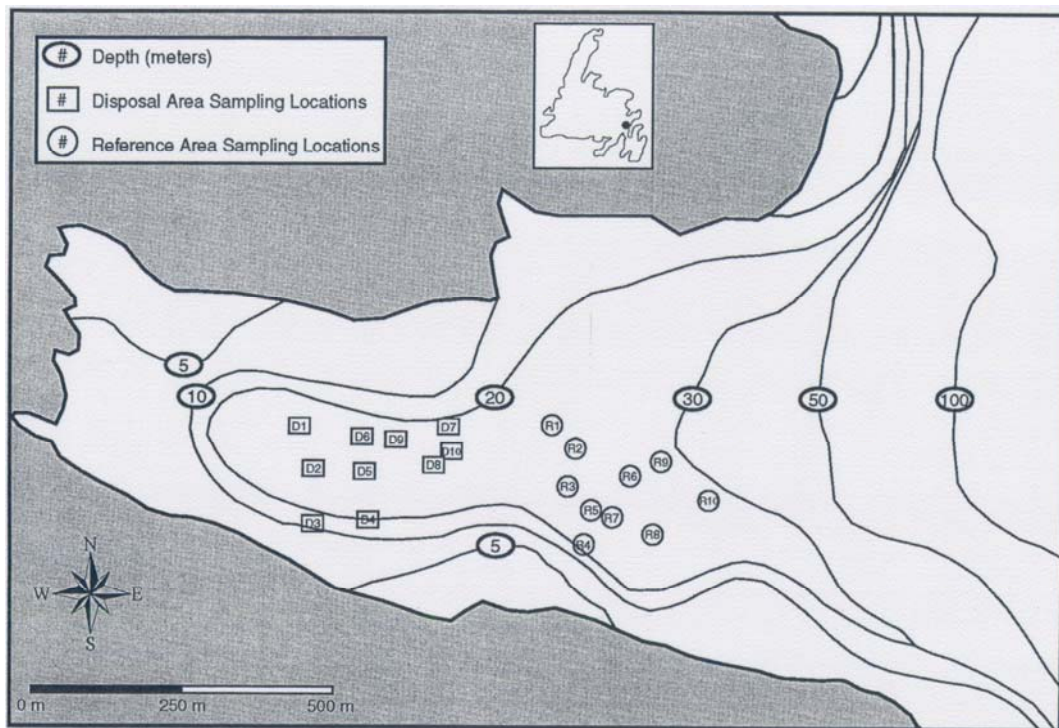 # Depth (meters)
# Disposal Area Sampling Locations
# Reference Area Sampling Locations
5
10
20
30
50
100
D1
D6
D9
D7
D10
D2
D5
D8
D3
D4
R1
R2
R9
R6
R3
R10
R5
R7
R8
R4
5
N
W E
S
0 m 250 m 500 m